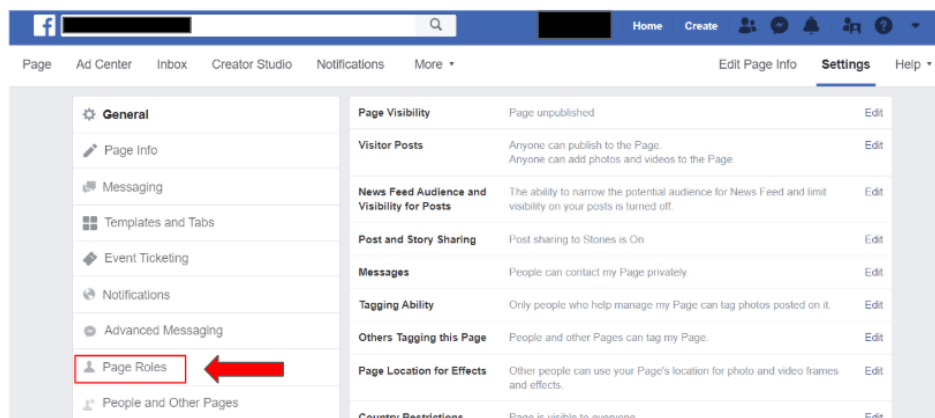 f
Home Create
Page Ad Center Inbox Creator Studio Notifications More Edit Page Info Settings Help
General
Page Info
Messaging
Templates and Tabs
Event Ticketing
Notifications
Advanced Messaging
Page Roles
People and Other Pages
Page Visibility Page unpublished Edit
Visitor Posts Anyone can publish to the Page. Edit
Anyone can add photos and videos to the Page.
News Feed Audience and The ability to narrow the potential audience for News Feed and limit Edit
Visibility for Posts visibility on your posts is turned off.
Post and Story Sharing Post sharing to Stories is On Edit
Messages People can contact my Page privately. Edit
Tagging Ability Only people who help manage my Page can tag photos posted on it. Edit
Others Tagging this Page People and other Pages can tag my Page. Edit
Page Location for Effects Other people can use your Page's location for photo and video frames Edit
and effects.
Country Restrictions Page is visible to everyone. Edit